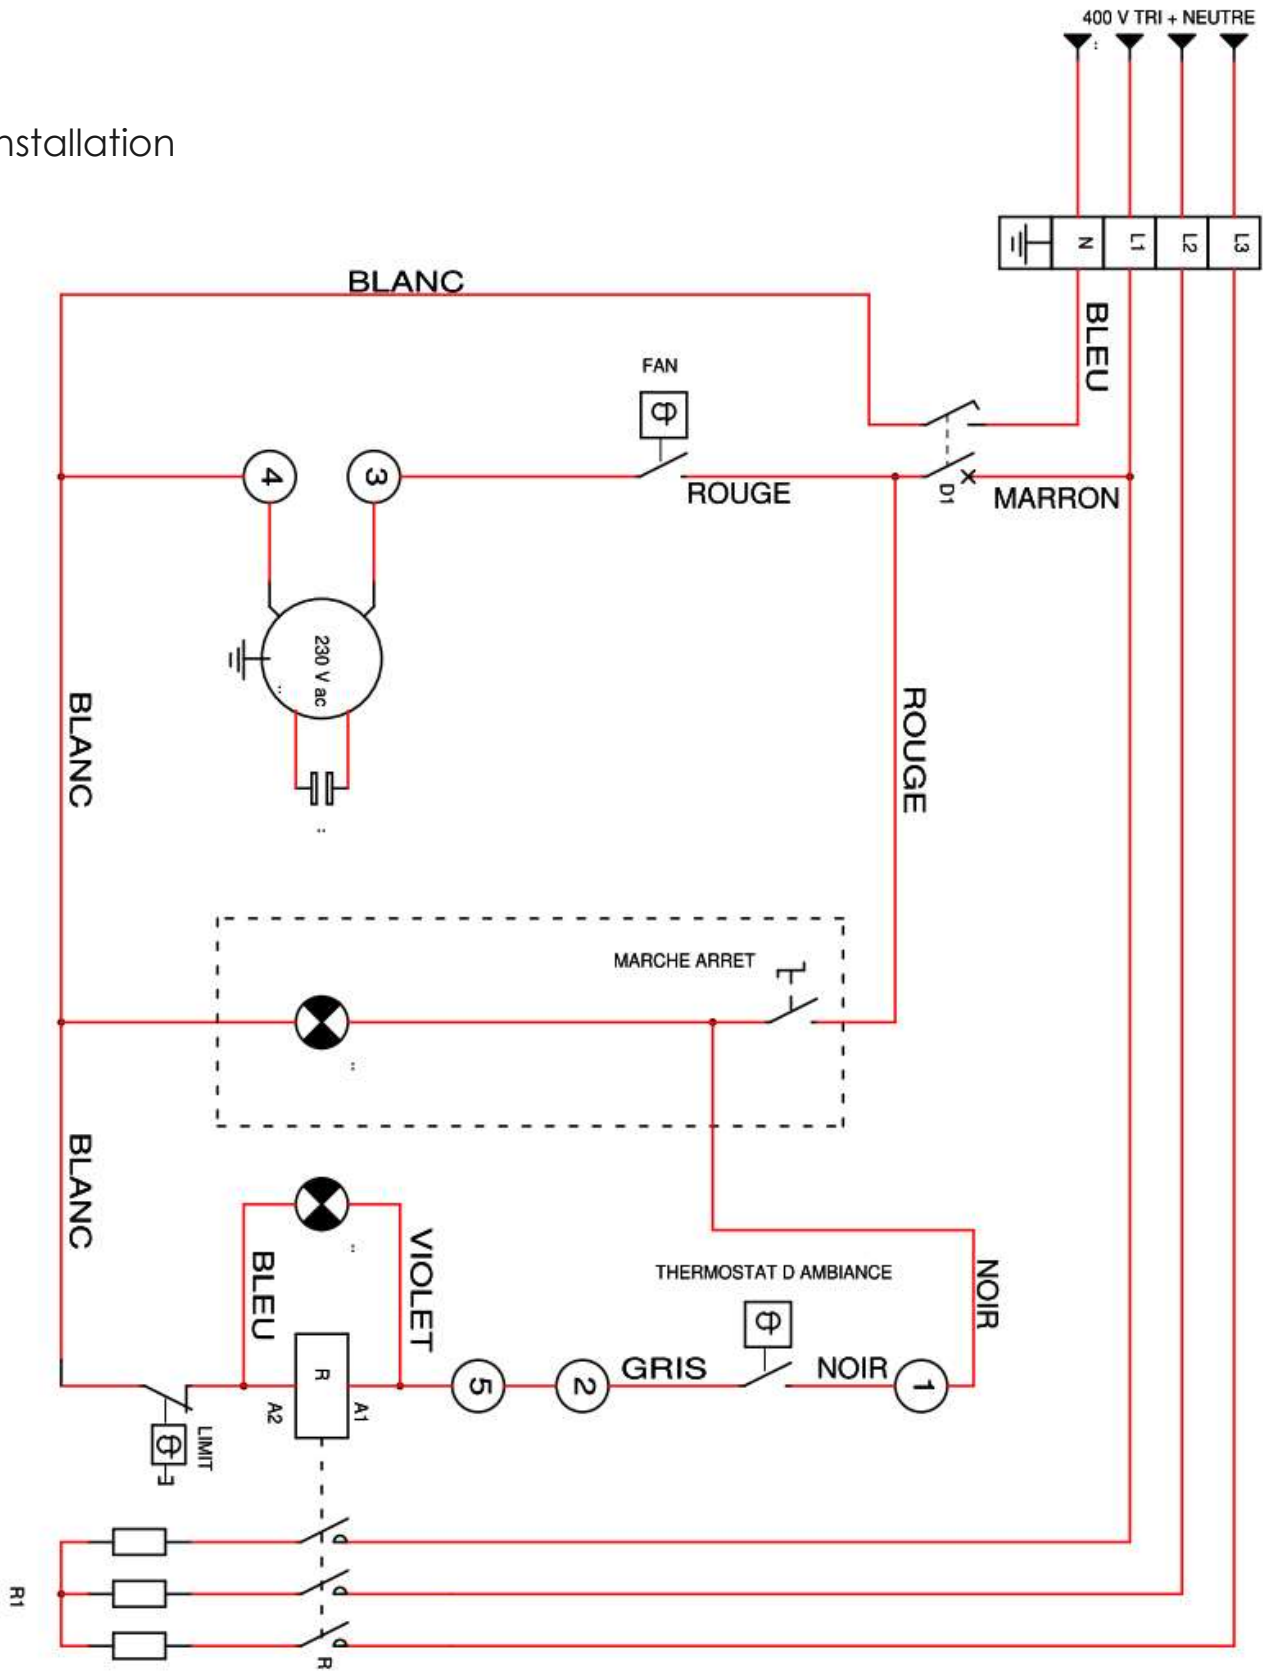 400 V TRI + NEUTRE
nstallation
N
L1
L2
L3
BLANC
BLEU
FAN
4
3
ROUGE
D1
MARRON
230 V ac
BLANC
ROUGE
MARCHE ARRET
BLANC
BLEU
VIOLET
THERMOSTAT D AMBIANCE
NOIR
R
A2
A1
5
2
GRIS
NOIR
1
LIMIT
R1
R